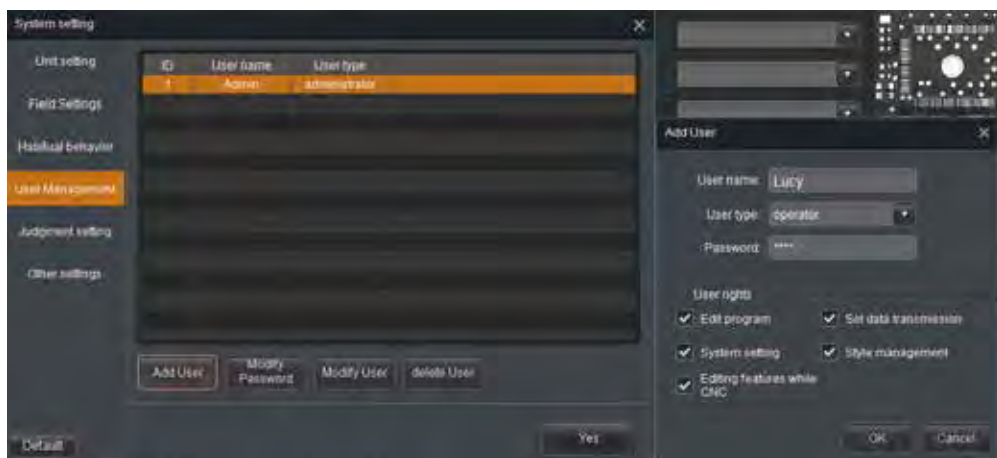 System setting
Unit setting
Field Settings
Habitual behavior
User Management
Judgment setting
Other settings
ID User name User type
1 Admin administrator
Add User
Modify
Password
Modify User
delete User
Default
Yes
Add User
User name: Lucy
User type: operator
Password: ****
User rights
Edit program
Set data transmission
System setting
Style management
Editing features while
CNC
OK
Cancel